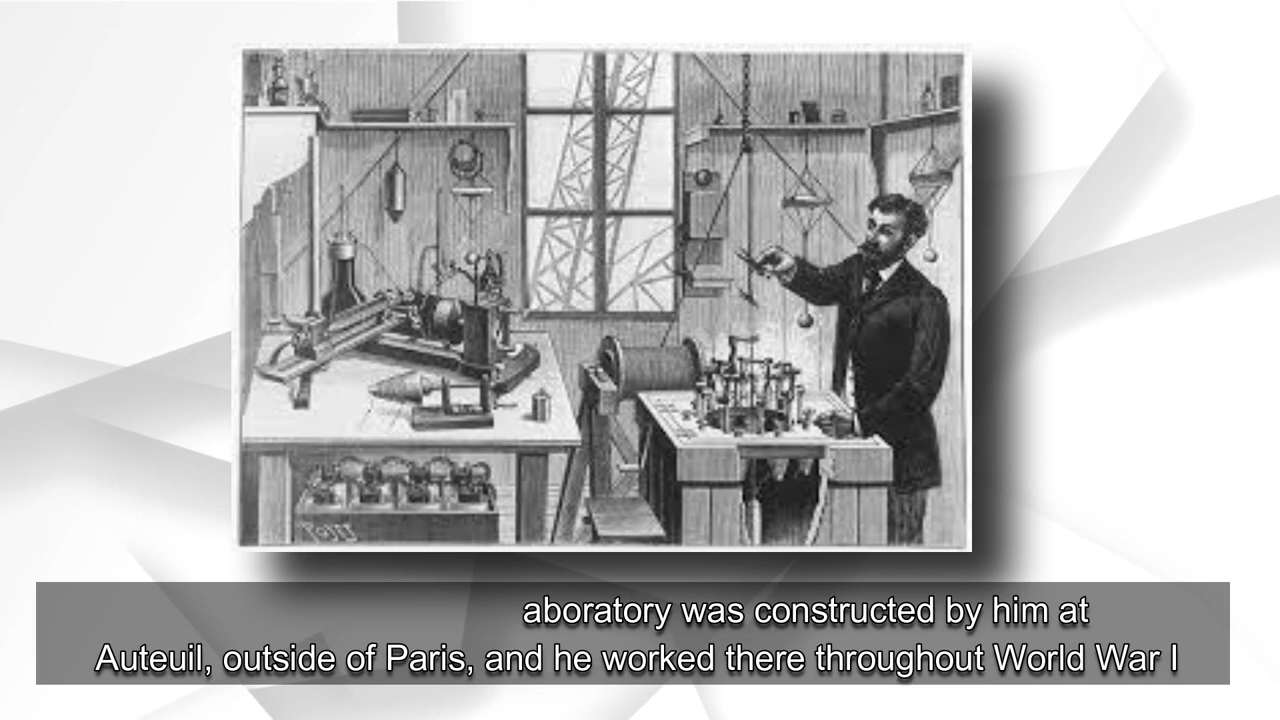 aboratory was constructed by him at
Auteuil, outside of Paris, and he worked there throughout World War I